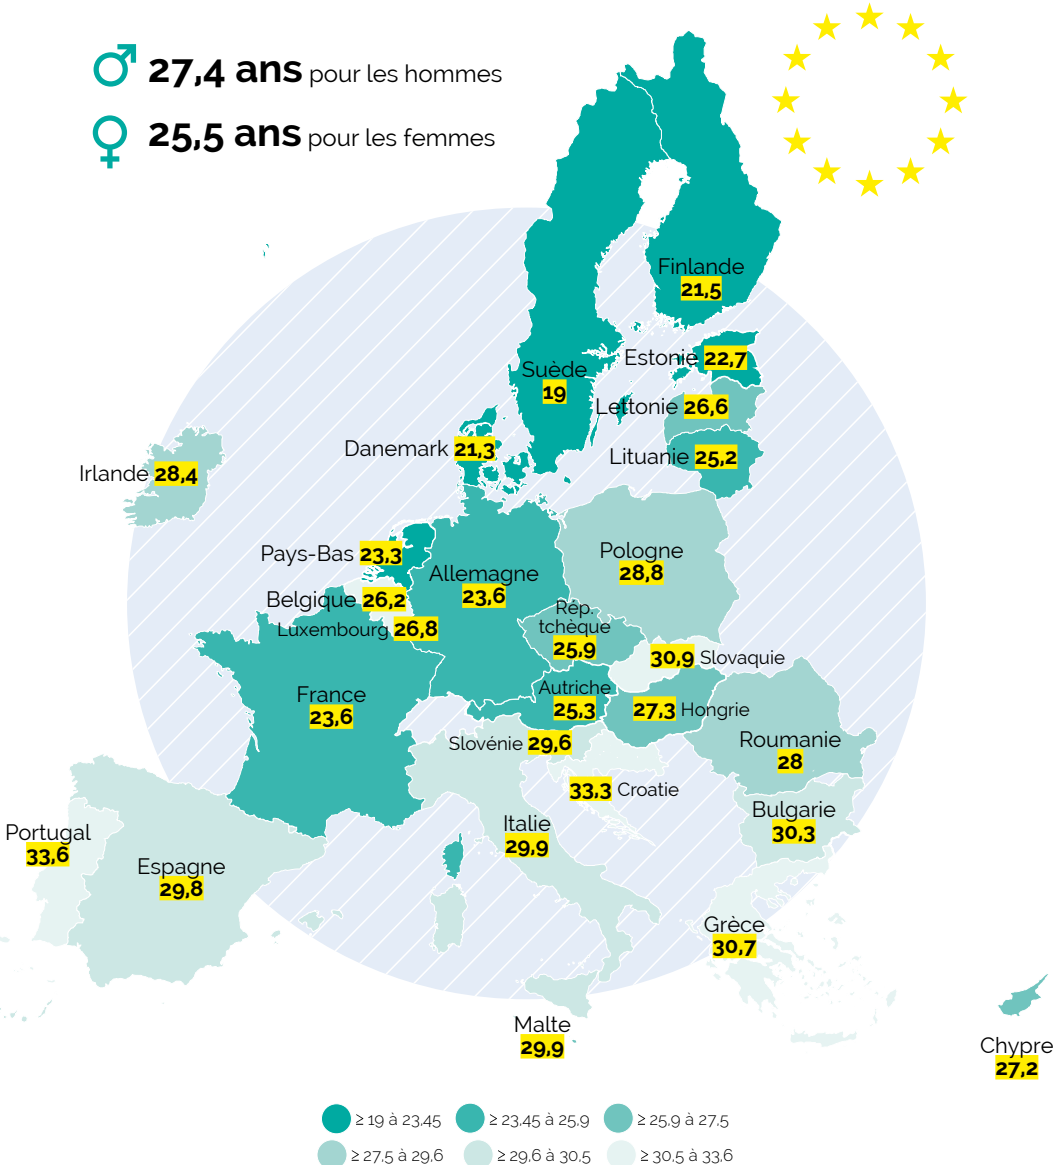 27,4 ans pour les hommes
25,5 ans pour les femmes
Finlande
21,5
Estonie 22,7
Suède
19
Lettonie 26,6
Danemark 21,3
Lituanie 25,2
Irlande 28,4
Pays-Bas 23,3
Pologne
28,8
Allemagne
23,6
Belgique 26,2
Rép.
tchèque
25,9
Luxembourg 26,8
30,9 Slovaquie
France
23,6
Autriche
25,3
27,3 Hongrie
Slovénie 29,6
Roumanie
28
33,3 Croatie
Bulgarie
30,3
Portugal
33,6
Italie
29,9
Espagne
29,8
Grèce
30,7
Malte
29,9
Chypre
27,2
≥ 19 à 23,45 ≥ 23,45 à 25,9 ≥ 25,9 à 27,5
≥ 27,5 à 29,6 ≥ 29,6 à 30,5 ≥ 30,5 à 33,6